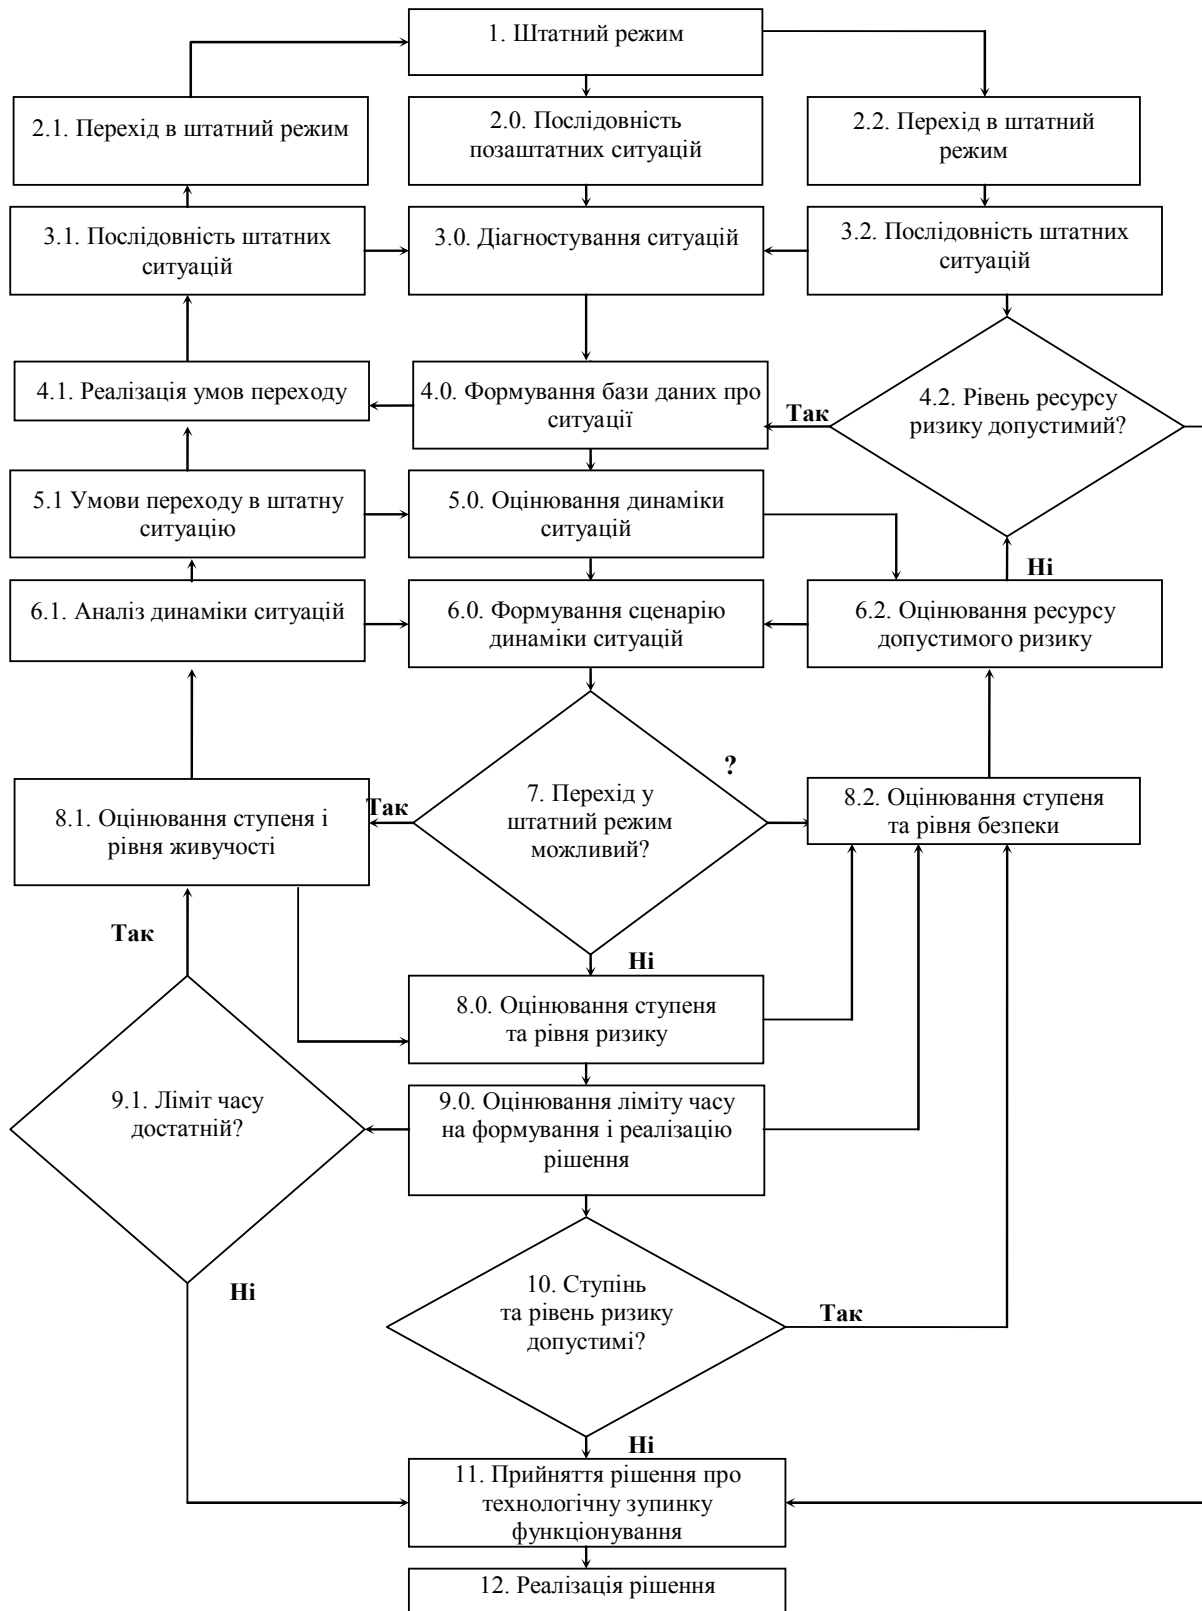 1. Штатний режим
2.1. Перехід в штатний режим
2.0. Послідовність
позаштатних ситуацій
2.2. Перехід в штатний
режим
3.1. Послідовність штатних
ситуацій
3.0. Діагностування ситуацій
3.2. Послідовність штатних
ситуацій
4.1. Реалізація умов переходу
4.0. Формування бази даних про
ситуації
Так
4.2. Рівень ресурсу
ризику допустимий?
5.1 Умови переходу в штатну
ситуацію
5.0. Оцінювання динаміки
ситуацій
Ні
6.1. Аналіз динаміки ситуацій
6.0. Формування сценарію
динаміки ситуацій
6.2. Оцінювання ресурсу
допустимого ризику
?
8.1. Оцінювання ступеня і
рівня живучості
Так
7. Перехід у
штатний режим
можливий?
8.2. Оцінювання ступеня
та рівня безпеки
Так
Ні
8.0. Оцінювання ступеня
та рівня ризику
9.1. Ліміт часу
достатній?
9.0. Оцінювання ліміту часу
на формування і реалізацію
рішення
Ні
10. Ступінь
та рівень ризику
допустимі?
Так
Ні
11. Прийняття рішення про
технологічну зупинку
функціонування
12. Реалізація рішення